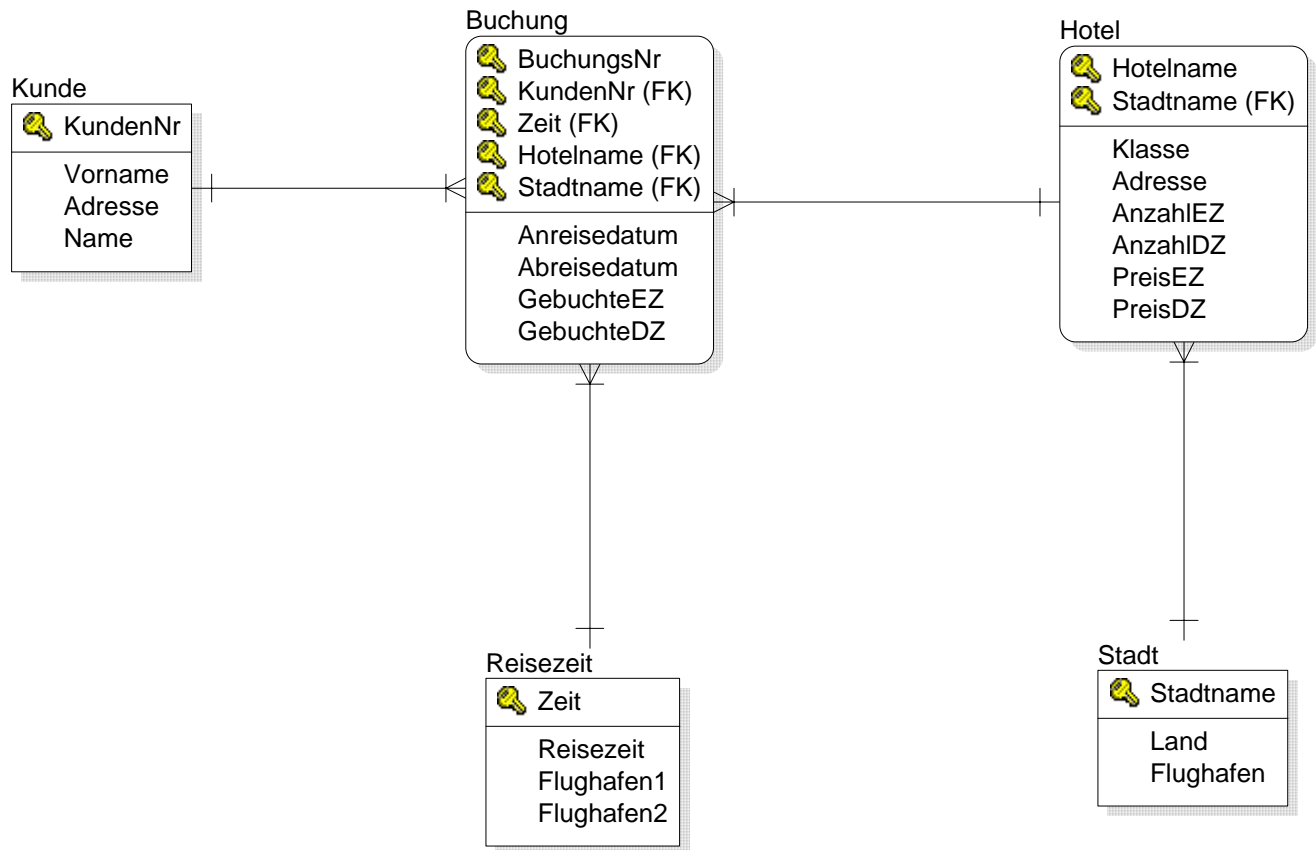 Kunde
KundenNr
Vorname
Adresse
Name
Buchung
BuchungsNr
KundenNr (FK)
Zeit (FK)
Hotelname (FK)
Stadtname (FK)
Anreisedatum
Abreisedatum
GebuchteEZ
GebuchteDZ
Hotel
Hotelname
Stadtname (FK)
Klasse
Adresse
AnzahlEZ
AnzahlDZ
PreisEZ
PreisDZ
Reisezeit
Zeit
Reisezeit
Flughafen1
Flughafen2
Stadt
Stadtname
Land
Flughafen